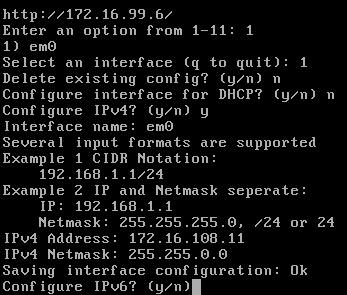 http://172.16.99.6/
Enter an option from 1-11: 1
1) em0
Select an interface (q to quit): 1
Delete existing config? (y/n) n
Configure interface for DHCP? (y/n) n
Configure IPv4? (y/n) y
Interface name: em0
Several input formats are supported
Example 1 CIDR Notation:
    192.168.1.1/24
Example 2 IP and Netmask seperate:
    IP: 192.168.1.1
    Netmask: 255.255.255.0, /24 or 24
IPv4 Address: 172.16.108.11
IPv4 Netmask: 255.255.0.0
Saving interface configuration: Ok
Configure IPv6? (y/n)